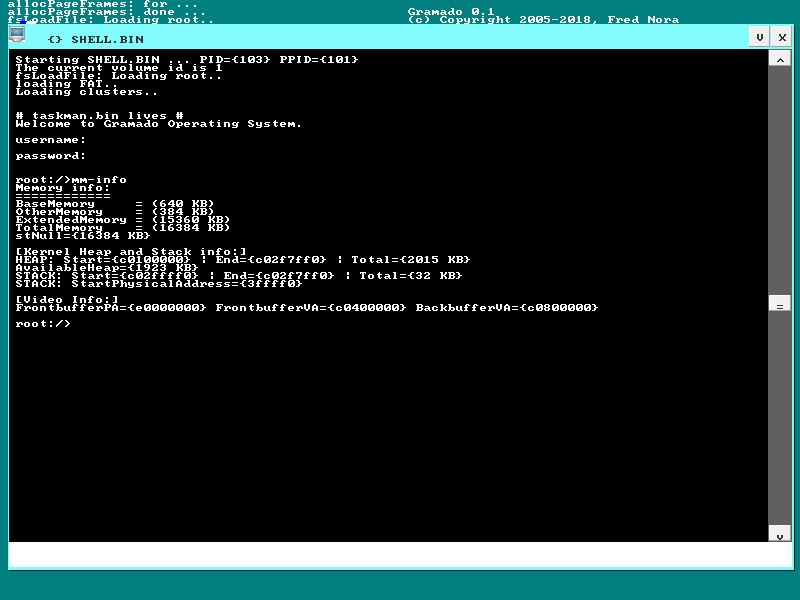 allocPageFrames: for ...
allocPageFrames: done ...
Gramado 0.1
fsLoadFile: Loading root..
(c) Copyright 2005-2018, Fred Nora
{} SHELL.BIN
v x
Starting SHELL.BIN ... PID={103} PPID={101}
The current volume id is 1
fsLoadFile: Loading root..
loading FAT..
Loading clusters..
# taskman.bin lives #
Welcome to Gramado Operating System.
username:
password:
root:/>mm-info
Memory info:
============
BaseMemory     = (640 KB)
OtherMemory    = (384 KB)
ExtendedMemory = (15360 KB)
TotalMemory    = (16384 KB)
stNull={16384 KB}
[Kernel Heap and Stack info:]
HEAP: Start={c0100000} | End={c02f7ff0} | Total={2015 KB}
AvailableHeap={1923 KB}
STACK: Start={c02ffff0} | End={c02f7ff0} | Total={32 KB}
STACK: StartPhysicalAddress={3ffff0}
[Video Info:]
FrontbufferPA={e0000000} FrontbufferVA={c0400000} BackbufferVA={c0800000}
root:/>